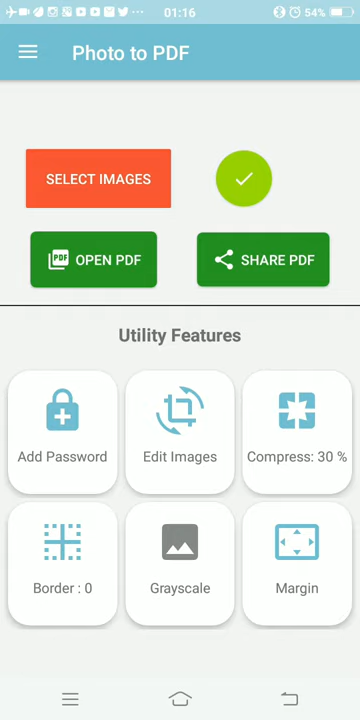 01:16
54%
Photo to PDF
SELECT IMAGES
PDF OPEN PDF
SHARE PDF
Utility Features
Add Password
Edit Images
Compress: 30 %
Border : 0
Grayscale
Margin